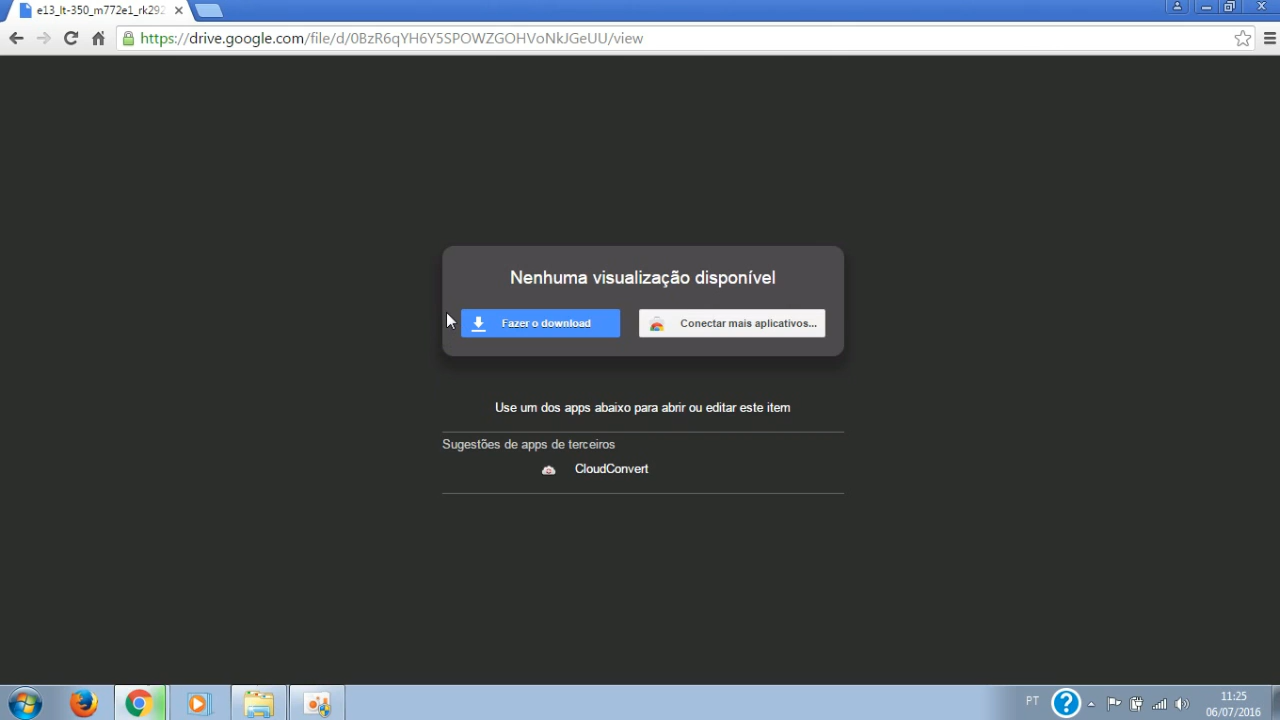 e13_lt-350_m772e1_rk292
https://drive.google.com/file/d/0BzR6qYH6Y5SPOWZGOHVoNkJGeUU/view
Nenhuma visualização disponível
Fazer o download
Conectar mais aplicativos...
Use um dos apps abaixo para abrir ou editar este item
Sugestões de apps de terceiros
CloudConvert
PT
11:25
06/07/2016